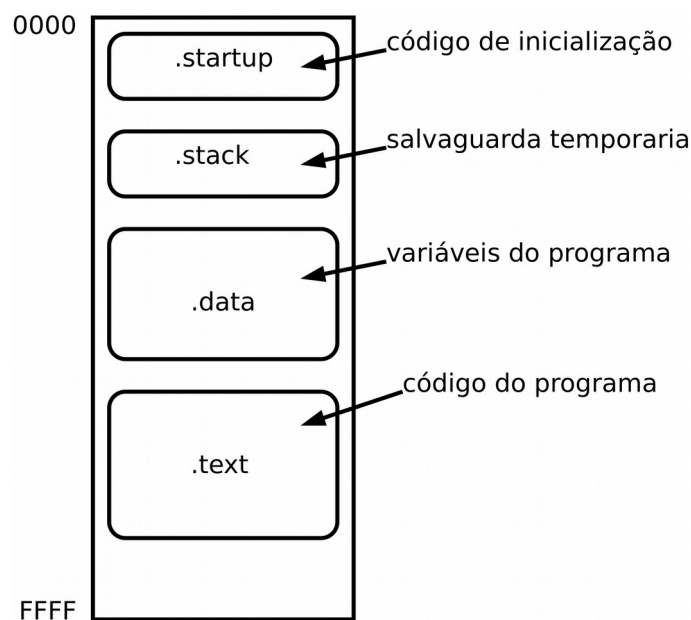 0000
.startup
código de inicialização
.stack
salvaguarda temporaria
variáveis do programa
.data
código do programa
.text
FFFF